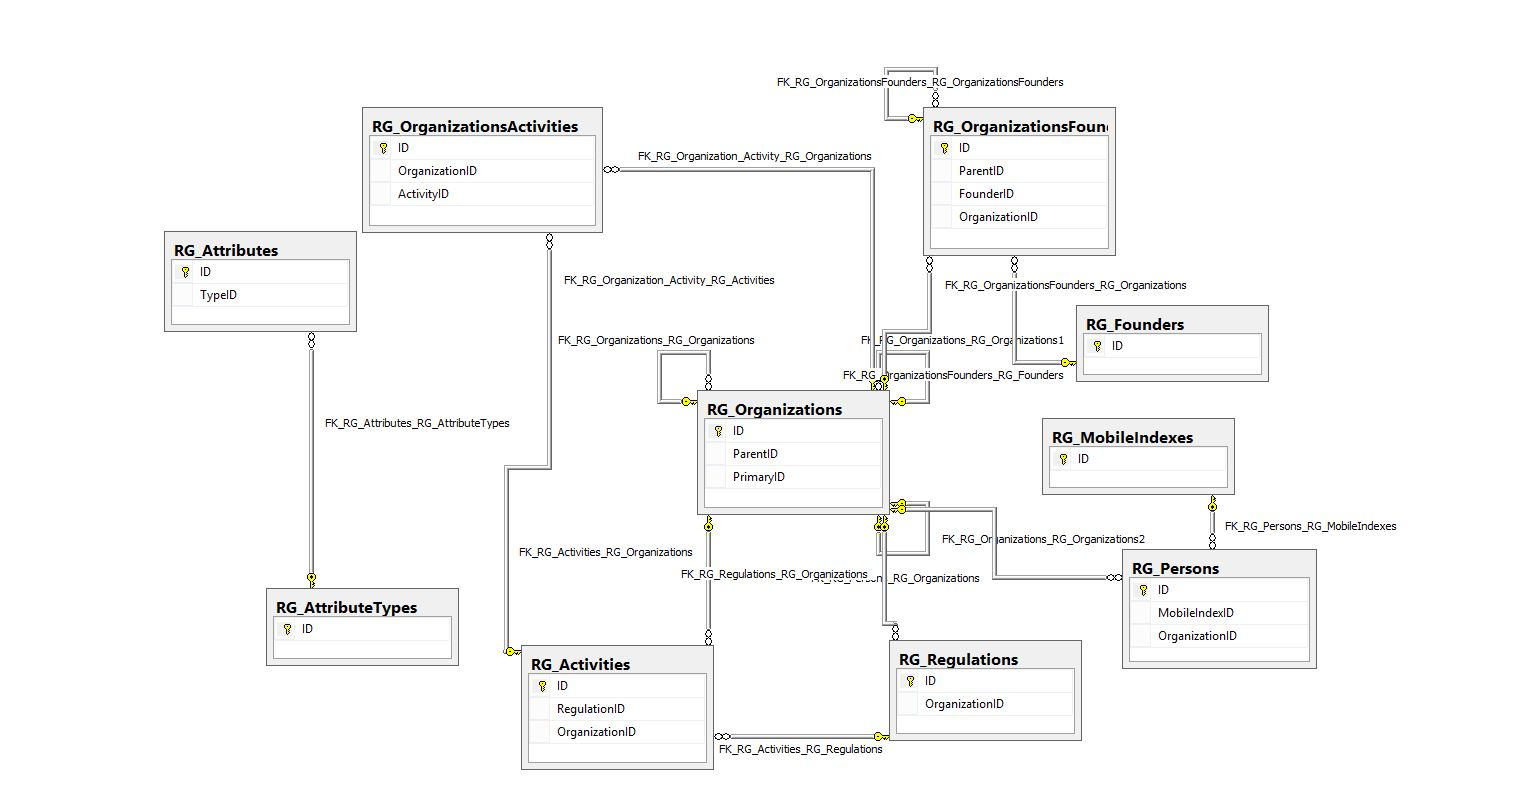 FK_RG_OrganizationsFounders_RG_OrganizationsFounders
RG_OrganizationsActivities
ID
OrganizationID
ActivityID
FK_RG_Organization_Activity_RG_Organizations
RG_OrganizationsFoun
ID
ParentID
FounderID
OrganizationID
RG_Attributes
ID
TypeID
FK_RG_Organization_Activity_RG_Activities
FK_RG_OrganizationsFounders_RG_Organizations
RG_Founders
ID
FK_RG_Organizations_RG_Organizations
FK_RG_Organizations_RG_Organizations1
FK_RG_OrganizationsFounders_RG_Founders
RG_Organizations
ID
ParentID
PrimaryID
FK_RG_Attributes_RG_AttributeTypes
RG_MobileIndexes
ID
FK_RG_Persons_RG_MobileIndexes
FK_RG_Organizations_RG_Organizations2
FK_RG_Activities_RG_Organizations
FK_RG_Regulations_RG_Organizations
FK_RG_Persons_RG_Organizations
RG_Persons
ID
MobileIndexID
OrganizationID
RG_AttributeTypes
ID
RG_Activities
ID
RegulationID
OrganizationID
RG_Regulations
ID
OrganizationID
FK_RG_Activities_RG_Regulations